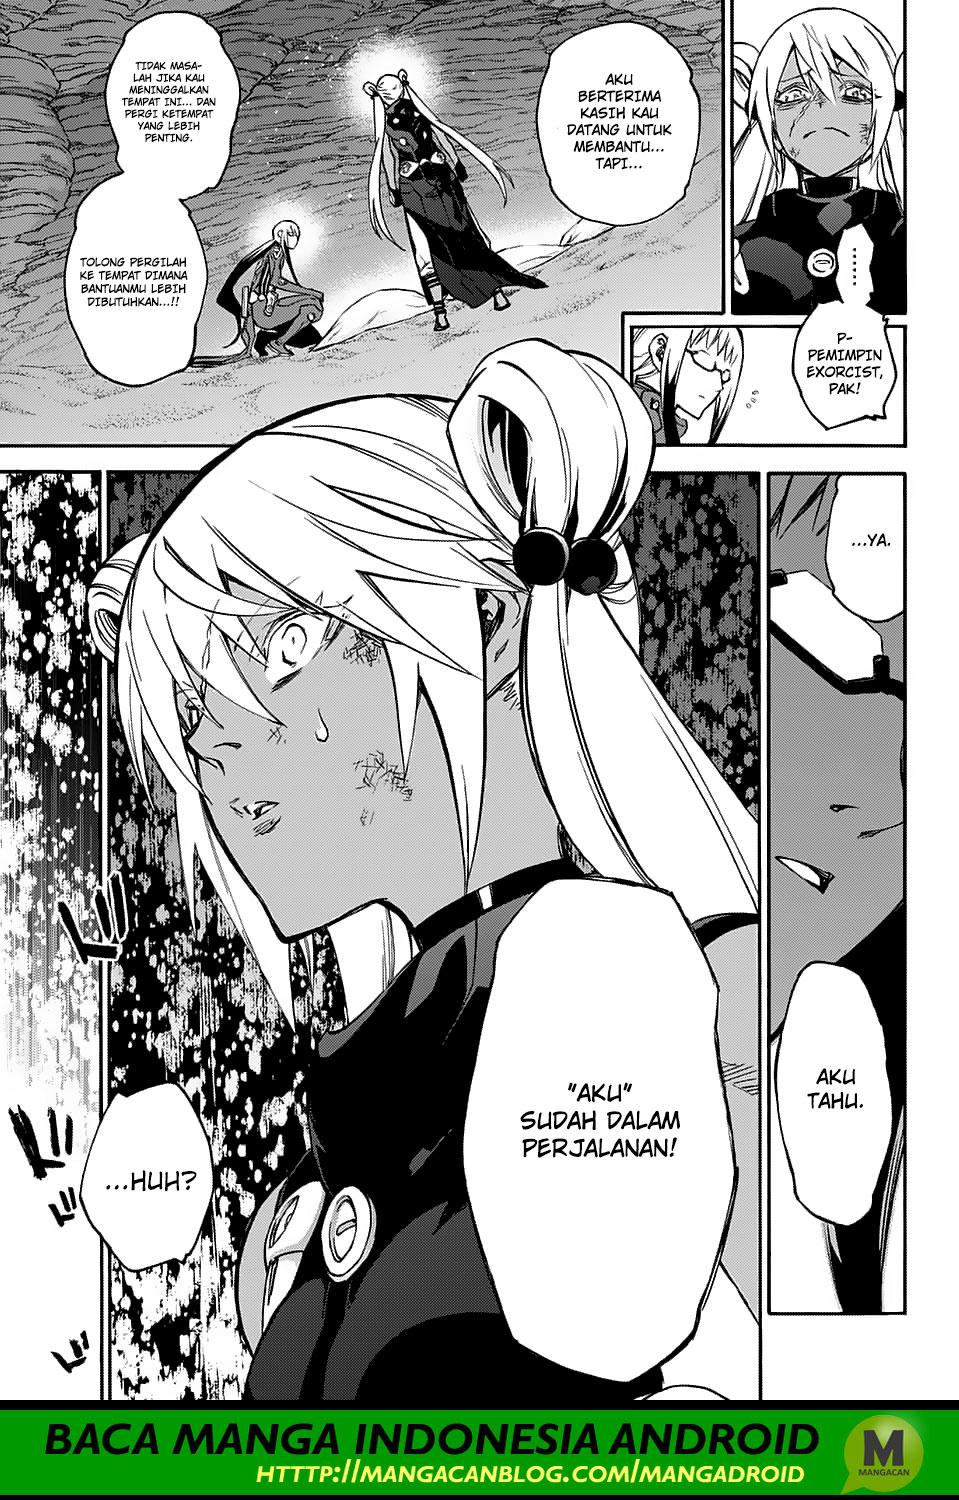 .......
P-
PEMIMPIN
EXORCIST,
PAK!
AKU
BERTERIMA
KASIH KAU
DATANG UNTUK
MEMBANTU...
TAPI...
TIDAK MASA-
LAH JIKA KAU
MENINGGALKAN
TEMPAT INI... DAN
PERGI KETEMPAT
YANG LEBIH
PENTING.
TOLONG PERGILAH
KE TEMPAT DIMANA
BANTUANMU LEBIH
DIBUTUHKAN...!!
...YA.
AKU
TAHU.
"AKU"
SUDAH DALAM
PERJALANAN!
...HUH?
BACA MANGA INDONESIA ANDROID
HTTTP://MANGACANBLOG.COM/MANGADROID
M
MANGACAN